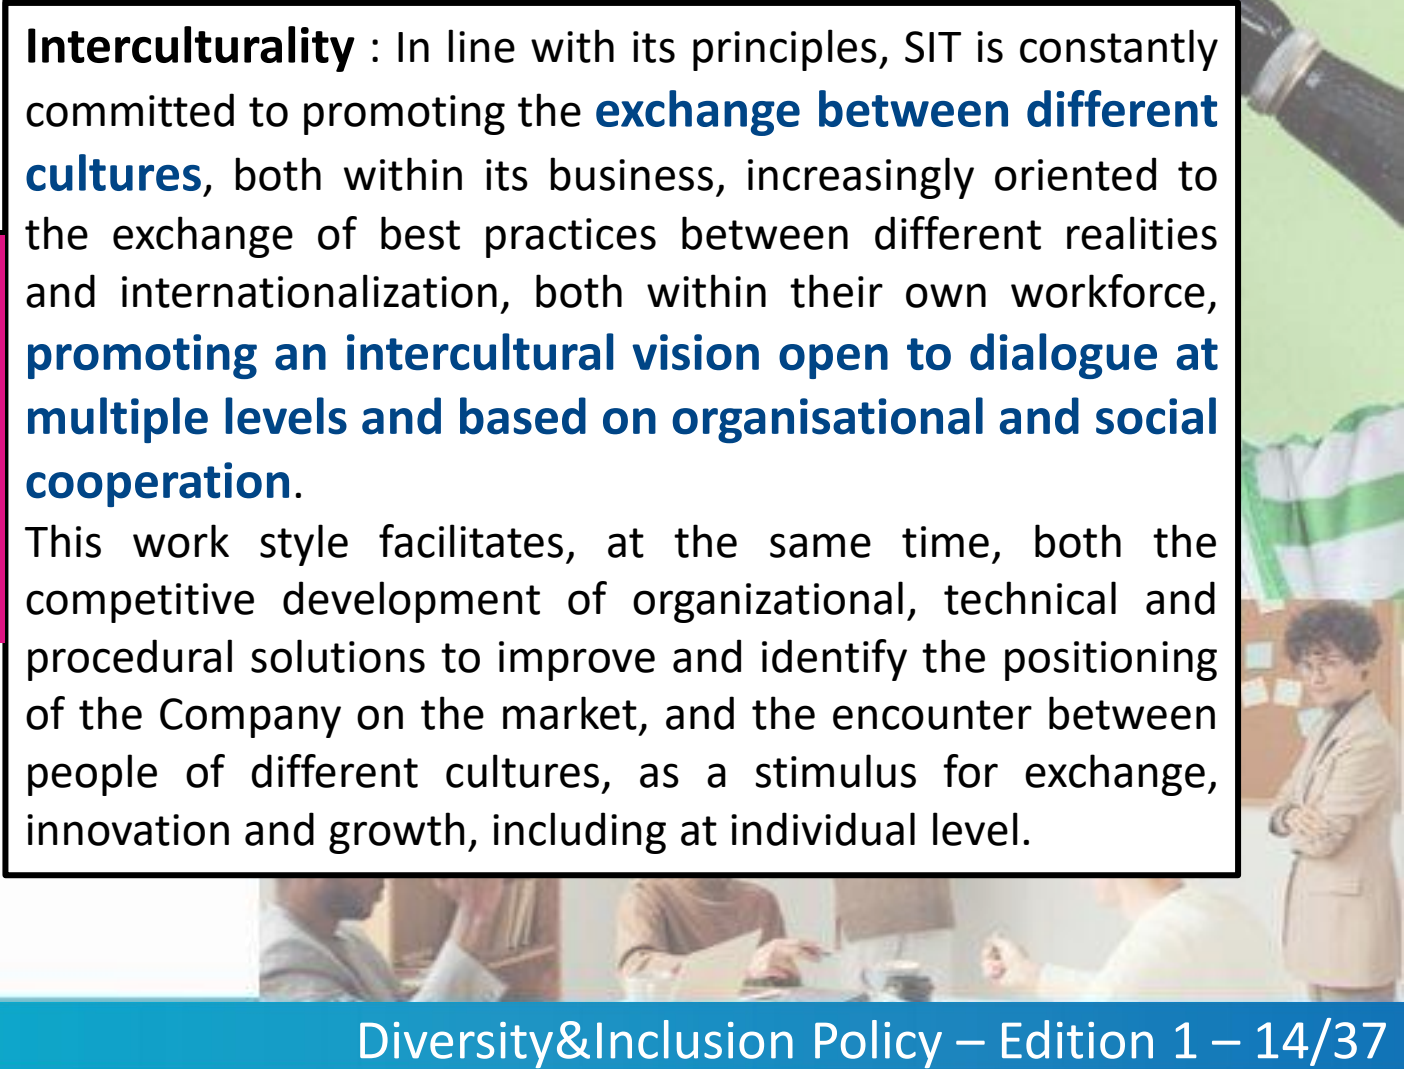 Interculturality : In line with its principles, SIT is constantly
committed to promoting the exchange between different
cultures, both within its business, increasingly oriented to
the exchange of best practices between different realities
and internationalization, both within their own workforce,
promoting an intercultural vision open to dialogue at
multiple levels and based on organisational and social
cooperation.
This work style facilitates, at the same time, both the
competitive development of organizational, technical and
procedural solutions to improve and identify the positioning
of the Company on the market, and the encounter between
people of different cultures, as a stimulus for exchange,
innovation and growth, including at individual level.
Diversity&Inclusion Policy – Edition 1 – 14/37